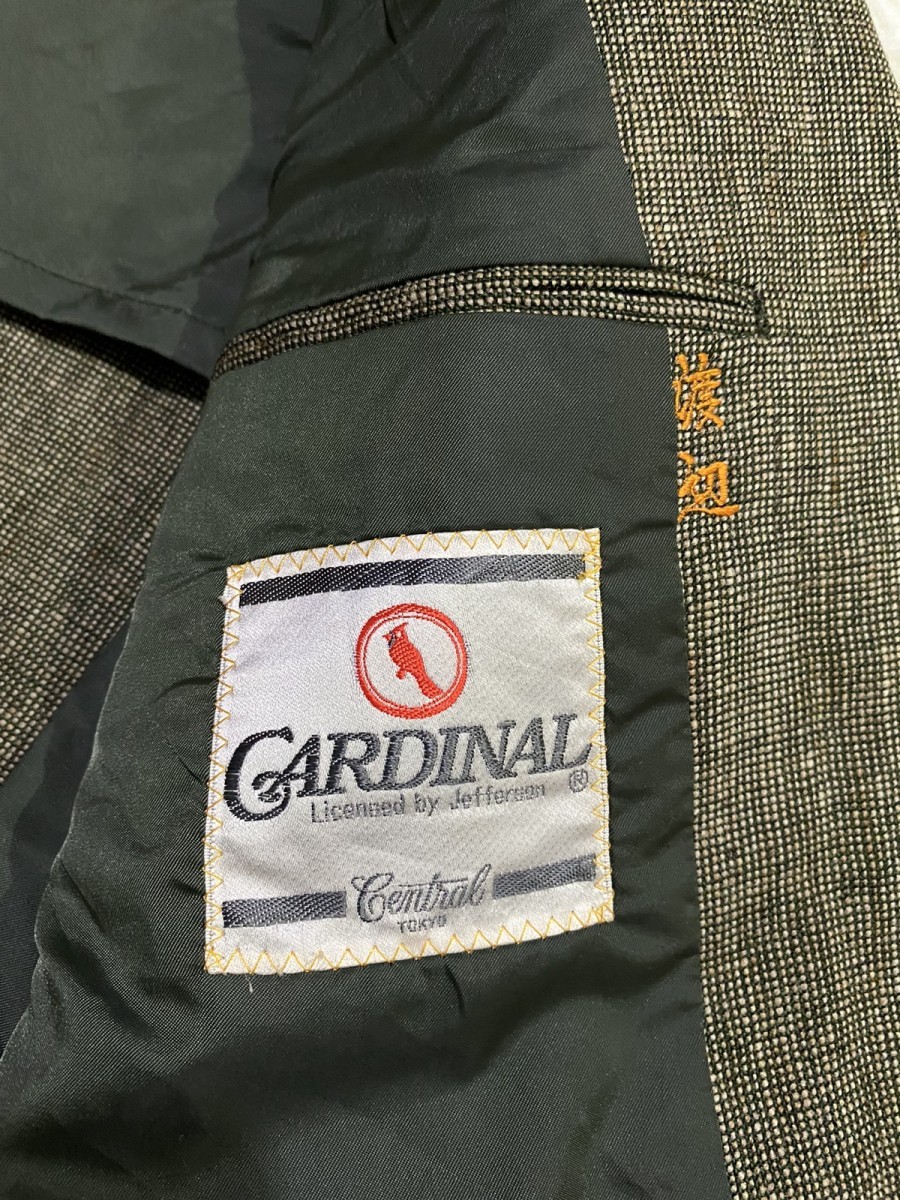 渡辺
CARDINAL ®
Licensed by Jefferson
Central
TOKYO